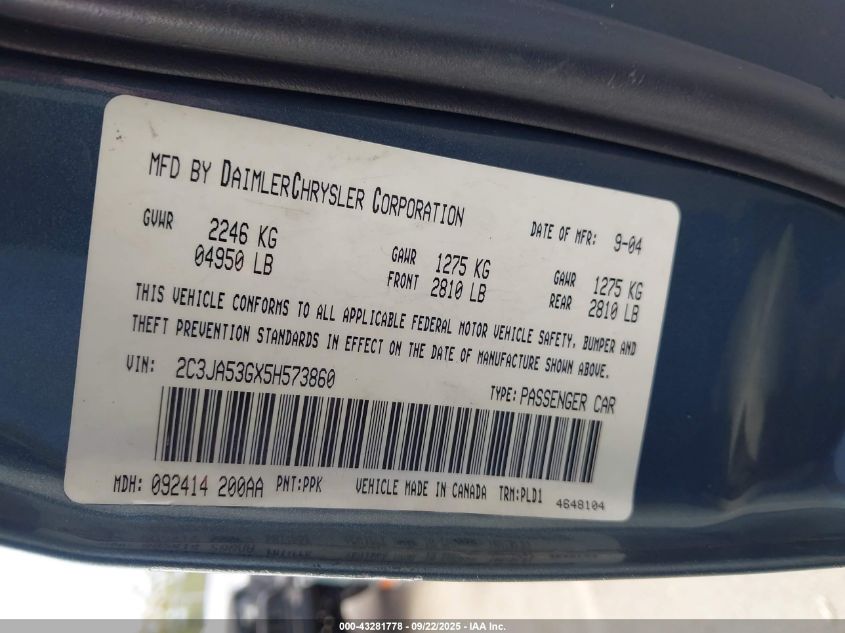 MFD BY DAIMLERCHRYSLER CORPORATION
DATE OF MFR: 9-04
GVWR 2246 KG 04950 LB
GAWR FRONT 1275 KG 2810 LB
GAWR REAR 1275 KG 2810 LB
THIS VEHICLE CONFORMS TO ALL APPLICABLE FEDERAL MOTOR VEHICLE SAFETY, BUMPER AND
THEFT PREVENTION STANDARDS IN EFFECT ON THE DATE OF MANUFACTURE SHOWN ABOVE.
VIN: 2C3JA53GX5H573860
TYPE: PASSENGER CAR
MDH: 092414 200AA PNT:PPK VEHICLE MADE IN CANADA TRM:PLD1 4648104
000-43281778 - 09/22/2025 - IAA Inc.